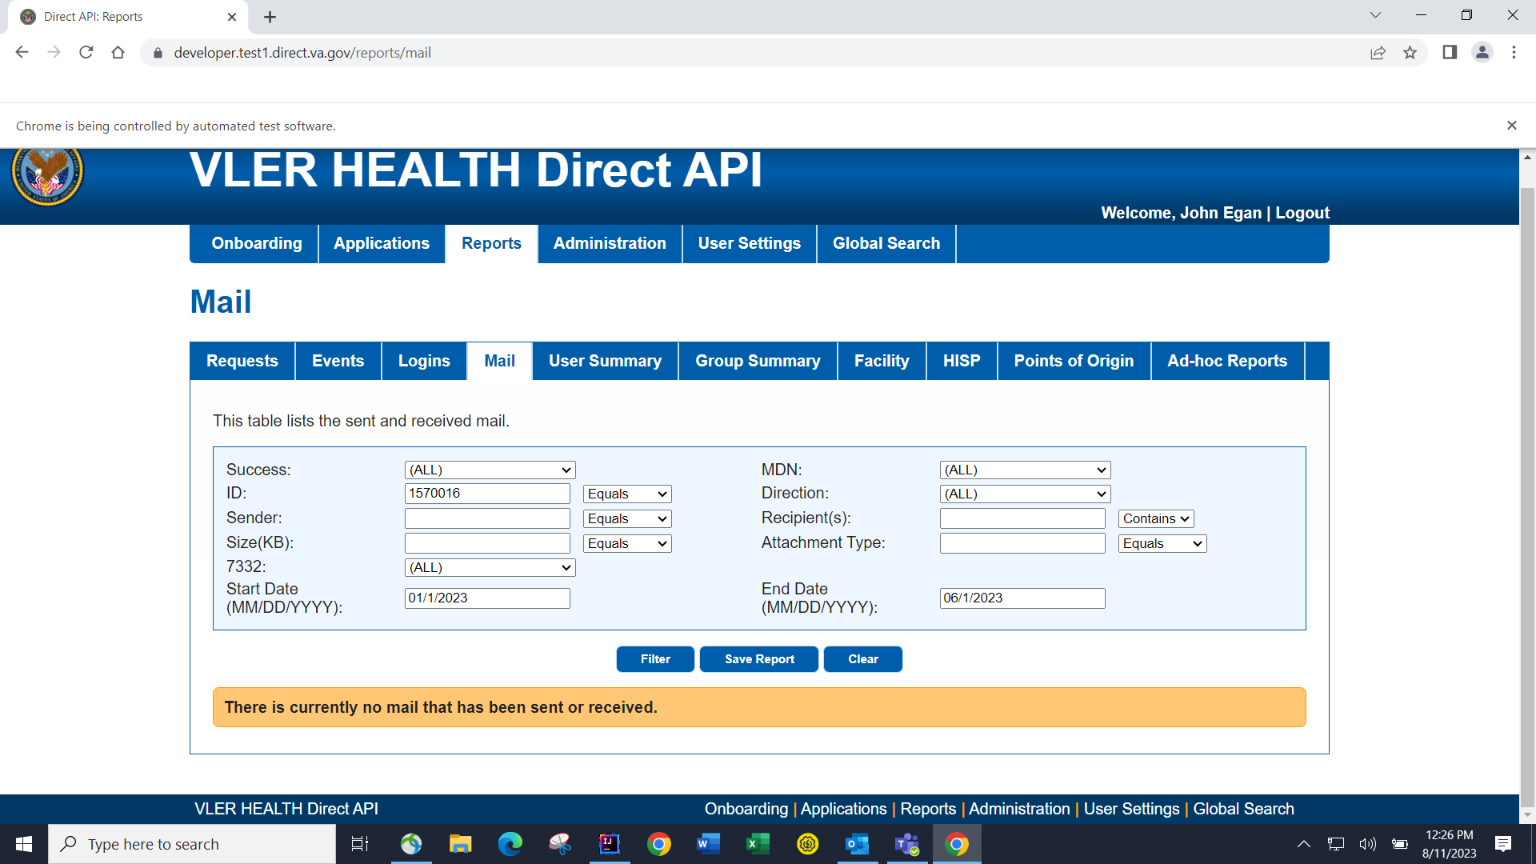 Direct API: Reports
developer.test1.direct.va.gov/reports/mail
Chrome is being controlled by automated test software.
VLER HEALTH Direct API
Welcome, John Egan | Logout
Onboarding Applications Reports Administration User Settings Global Search
Mail
Requests Events Logins Mail User Summary Group Summary Facility HISP Points of Origin Ad-hoc Reports
This table lists the sent and received mail.
Success: (ALL) MDN: (ALL)
ID: 1570016 Equals Direction: (ALL)
Sender: Equals Recipient(s): Contains
Size(KB): Equals Attachment Type: Equals
7332: (ALL)
Start Date (MM/DD/YYYY): 01/1/2023 End Date (MM/DD/YYYY): 06/1/2023
Filter Save Report Clear
There is currently no mail that has been sent or received.
VLER HEALTH Direct API Onboarding | Applications | Reports | Administration | User Settings | Global Search
Type here to search
12:26 PM
8/11/2023